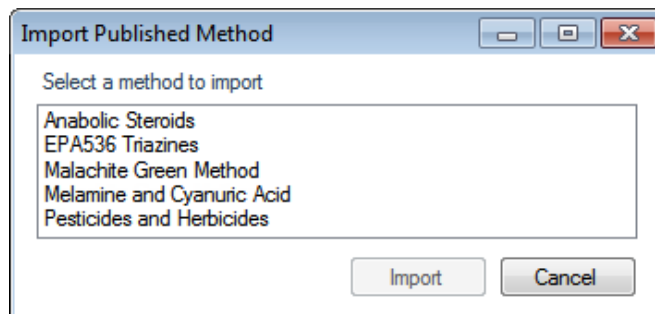 Import Published Method
Select a method to import
Anabolic Steroids
EPA536 Triazines
Malachite Green Method
Melamine and Cyanuric Acid
Pesticides and Herbicides
Import
Cancel